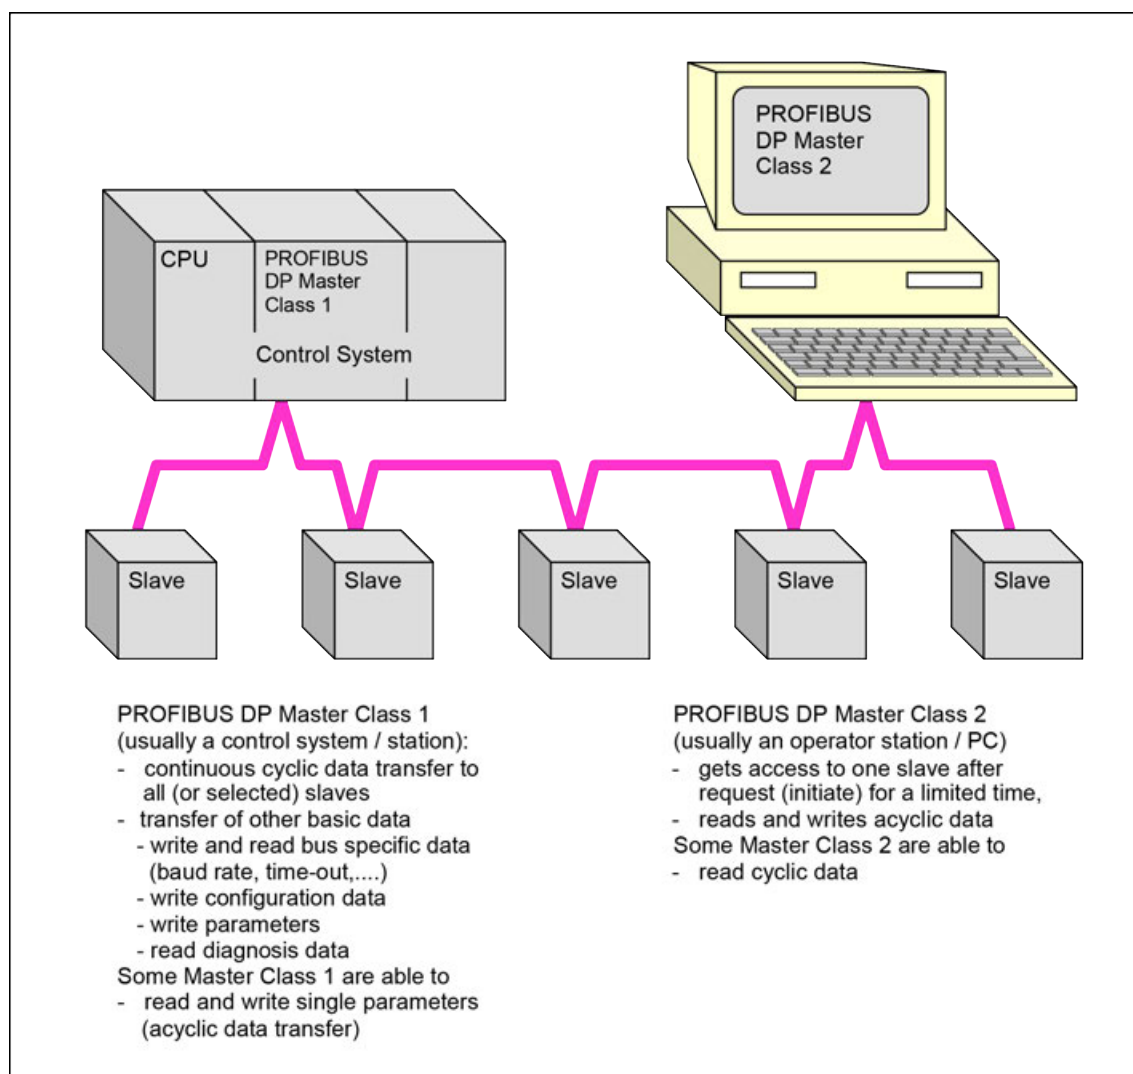 PROFIBUS
DP Master
Class 2
CPU
PROFIBUS
DP Master
Class 1
Control System
Slave
Slave
Slave
Slave
Slave
PROFIBUS DP Master Class 1
(usually a control system / station):
- continuous cyclic data transfer to
all (or selected) slaves
- transfer of other basic data
- write and read bus specific data
(baud rate, time-out,....)
- write configuration data
- write parameters
- read diagnosis data
Some Master Class 1 are able to
- read and write single parameters
(acyclic data transfer)
PROFIBUS DP Master Class 2
(usually an operator station / PC)
- gets access to one slave after
request (initiate) for a limited time,
- reads and writes acyclic data
Some Master Class 2 are able to
- read cyclic data